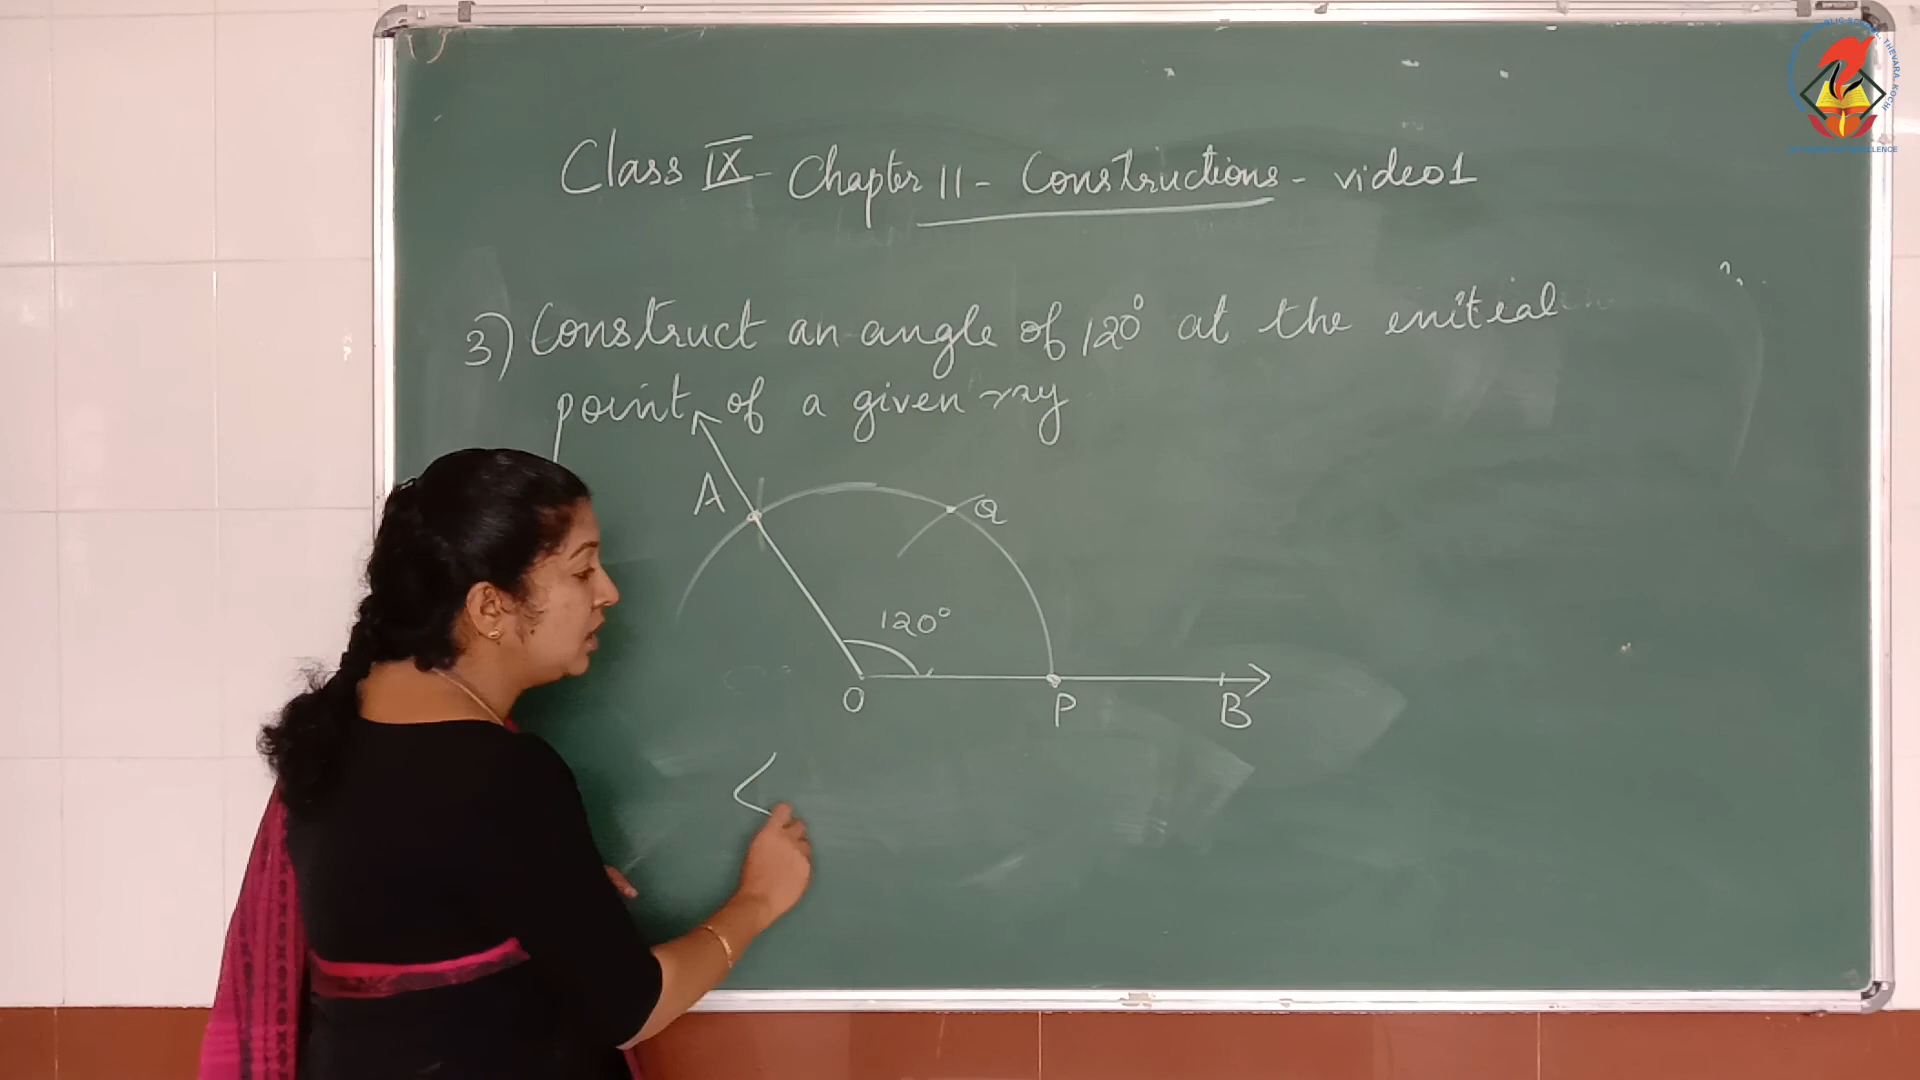 Class IX - Chapter 11 - Constructions - video1
3) Construct an angle of 120° at the initial
point of a given ray
A
Q
120°
O
P
B
<